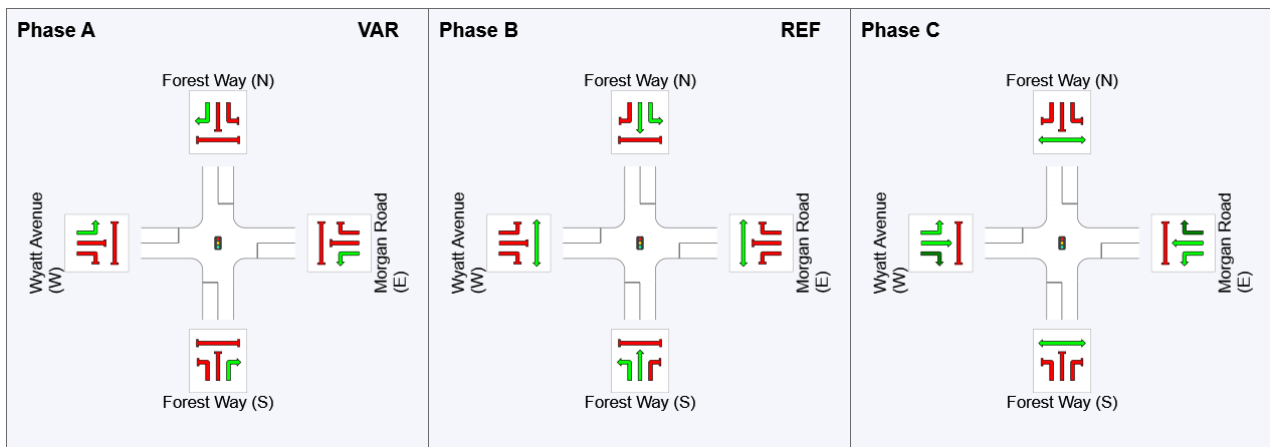 Phase A
VAR
Forest Way (N)
Wyatt Avenue
(W)
Morgan Road
(E)
Forest Way (S)
Phase B
REF
Forest Way (N)
Wyatt Avenue
(W)
Morgan Road
(E)
Forest Way (S)
Phase C
Forest Way (N)
Wyatt Avenue
(W)
Morgan Road
(E)
Forest Way (S)